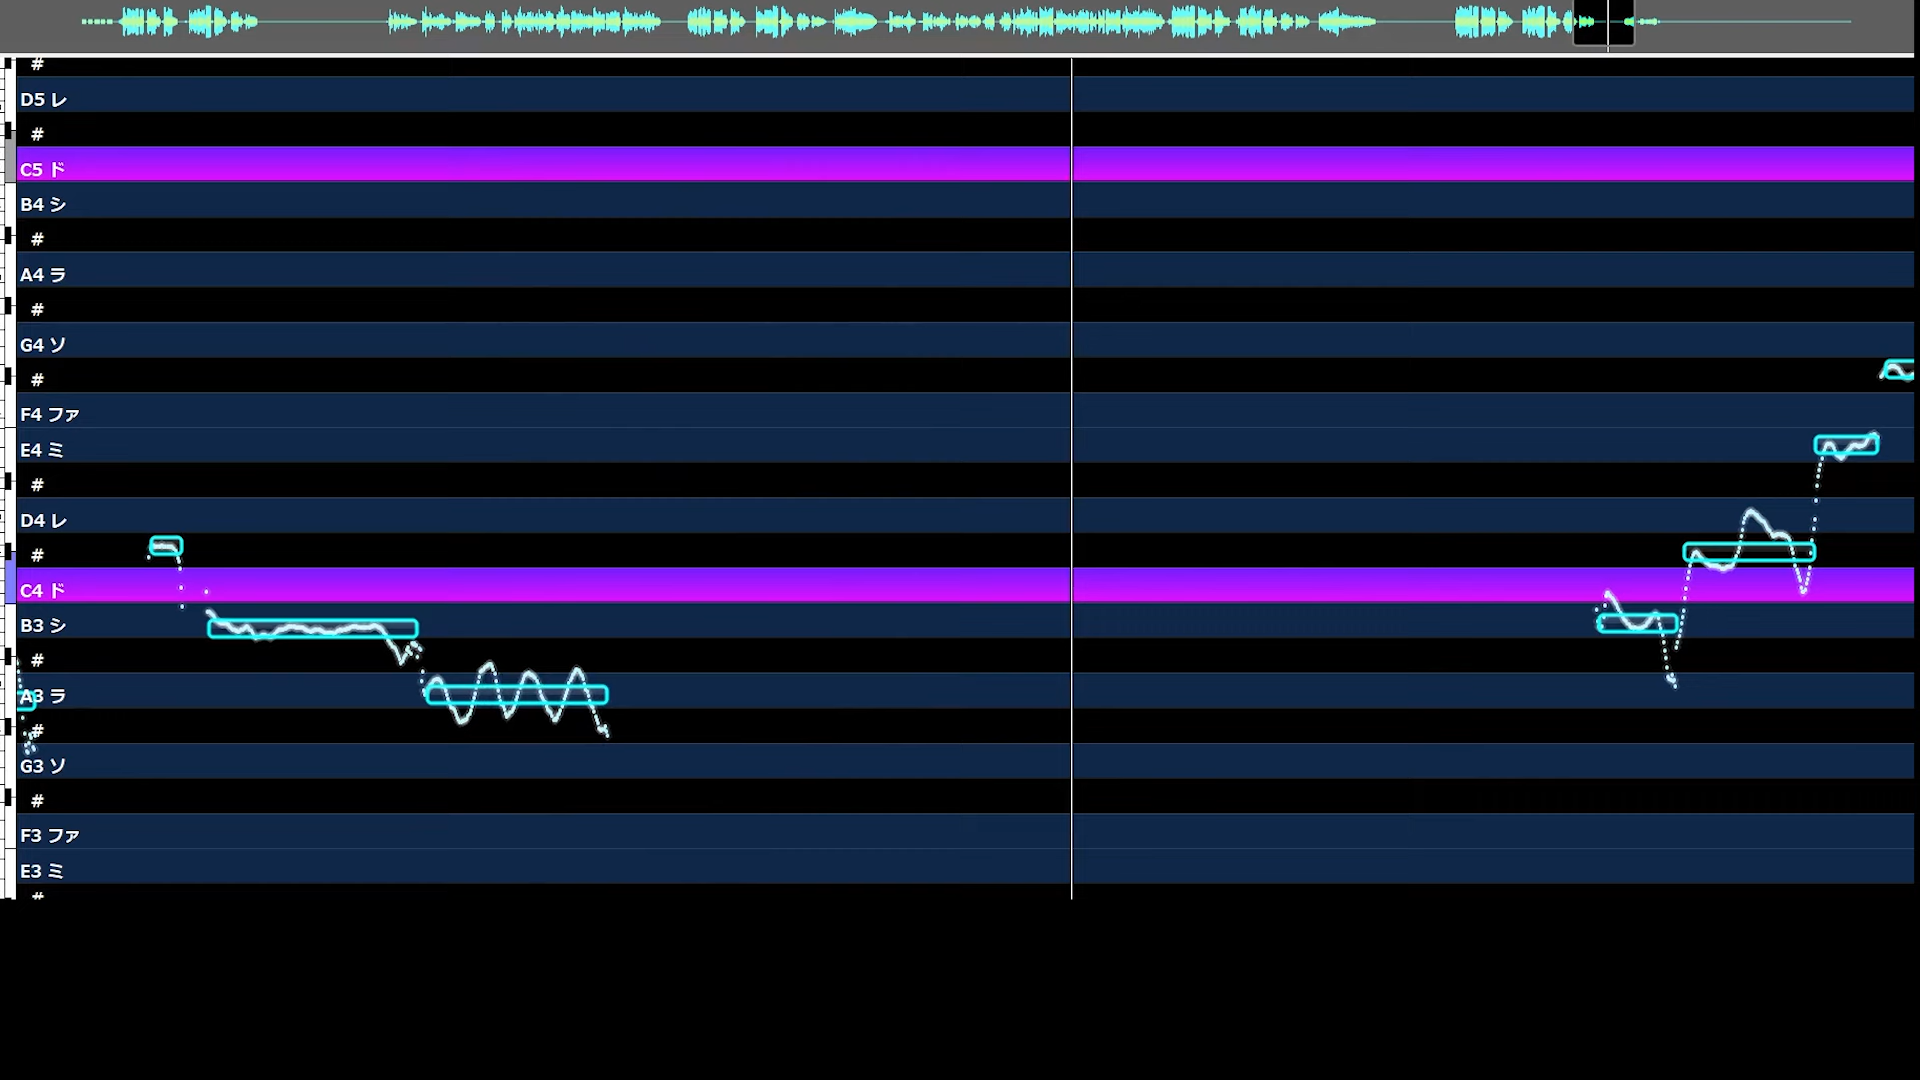 #
D5 レ
#
C5 ド
B4 シ
#
A4 ラ
#
G4 ソ
#
F4 ファ
E4 ミ
#
D4 レ
#
C4 ド
B3 シ
#
A3 ラ
#
G3 ソ
#
F3 ファ
E3 ミ
#